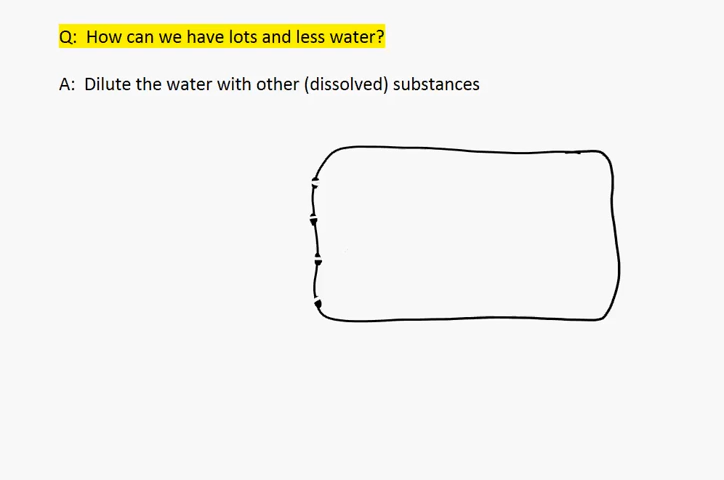 Q: How can we have lots and less water?
A: Dilute the water with other (dissolved) substances